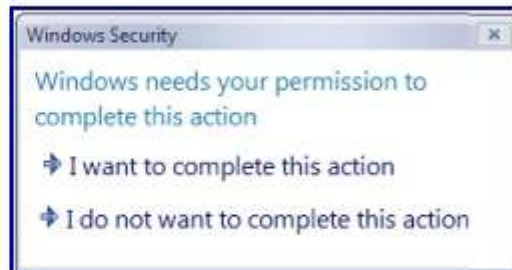 Windows Security
Windows needs your permission to
complete this action
I want to complete this action
I do not want to complete this action